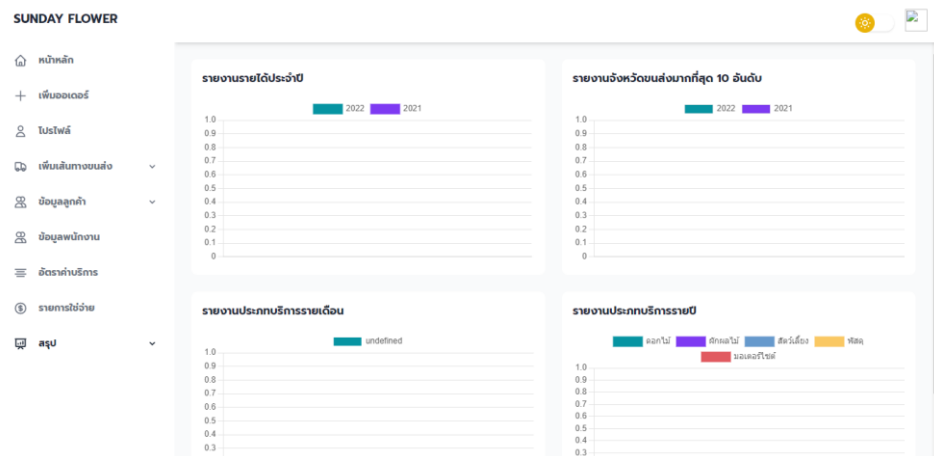 SUNDAY FLOWER
หน้าหลัก
เพิ่มออเดอร์
โปรไฟล์
เพิ่มเส้นทางขนส่ง
ข้อมูลลูกค้า
ข้อมูลพนักงาน
อัตราค่าบริการ
รายการใช้จ่าย
สรุป
รายงานรายได้ประจำปี
2022 2021
1.0
0.9
0.8
0.7
0.6
0.5
0.4
0.3
0.2
0.1
0
รายงานจังหวัดขนส่งมากที่สุด 10 อันดับ
2022 2021
1.0
0.9
0.8
0.7
0.6
0.5
0.4
0.3
0.2
0.1
0
รายงานประเภทบริการรายเดือน
undefined
1.0
0.9
0.8
0.7
0.6
0.5
0.4
0.3
รายงานประเภทบริการรายปี
ดอกไม้ ผักผลไม้ สัตว์เลี้ยง พัสดุ
มอเตอร์ไซต์
1.0
0.9
0.8
0.7
0.6
0.5
0.4
0.3